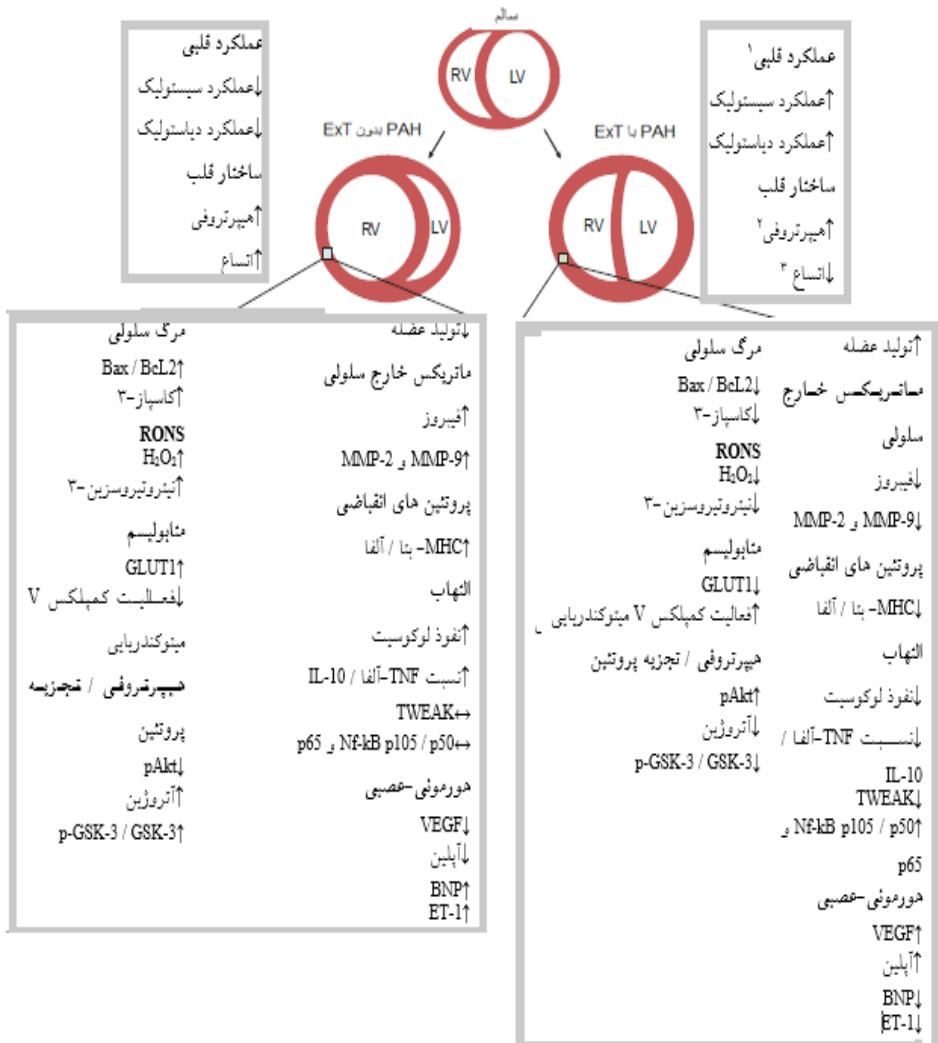 سالم
RV
LV
PAH بدون ExT
PAH با ExT
RV
LV
RV
LV
عملکرد قلبی
↓عملکرد سیستولیک
↓عملکرد دیاستولیک
ساختار قلب
↑هیپرتروفی
↑اتساع
عملکرد قلبی۱
↑عملکرد سیستولیک
↑عملکرد دیاستولیک
ساختار قلب
↑هیپرتروفی۲
↓اتساع ۳
↓تولید عضله
ماتریکس خارج سلولی
↑فیبروز
↑MMP-9 و MMP-2
پروتئین های انقباضی
↑MHC- بتا / آلفا
التهاب
↑نفوذ لوکوسیت
↑نسبت TNF-آلفا / IL-10
↔TWEAK
↔Nf-kB p105 / p50 و p65
هورمونی-عصبی
↓VEGF
↓آپلین
↑BNP
↑ET-1
مرگ سلولی
↑Bax / BcL2
↑کاسپاز-۳
RONS
↑H₂O₂
↑نیتروتیروسزین-۳
متابولیسم
↑GLUT1
↓فعالیت کمپلکس V
میتوکندریایی
هیپرتروفی / تجزیه
پروتئین
↓pAkt
↑آتروژین
↑p-GSK-3 / GSK-3
↑تولید عضله
ماتریکس خارج
سلولی
↓فیبروز
↓MMP-9 و MMP-2
پروتئین های انقباضی
↓MHC- بتا / آلفا
التهاب
↓نفوذ لوکوسیت
↓نسبت TNF-آلفا /
IL-10
↓TWEAK
↑Nf-kB p105 / p50 و
p65
هورمونی-عصبی
↑VEGF
↑آپلین
↓BNP
↓ET-1
مرگ سلولی
↓Bax / BcL2
↓کاسپاز-۳
RONS
↓H₂O₂
↓نیتروتیروسزین-۳
متابولیسم
↓GLUT1
↑فعالیت کمپلکس V میتوکندریایی
هیپرتروفی / تجزیه پروتئین
↑pAkt
↓آتروژین
↓p-GSK-3 / GSK-3